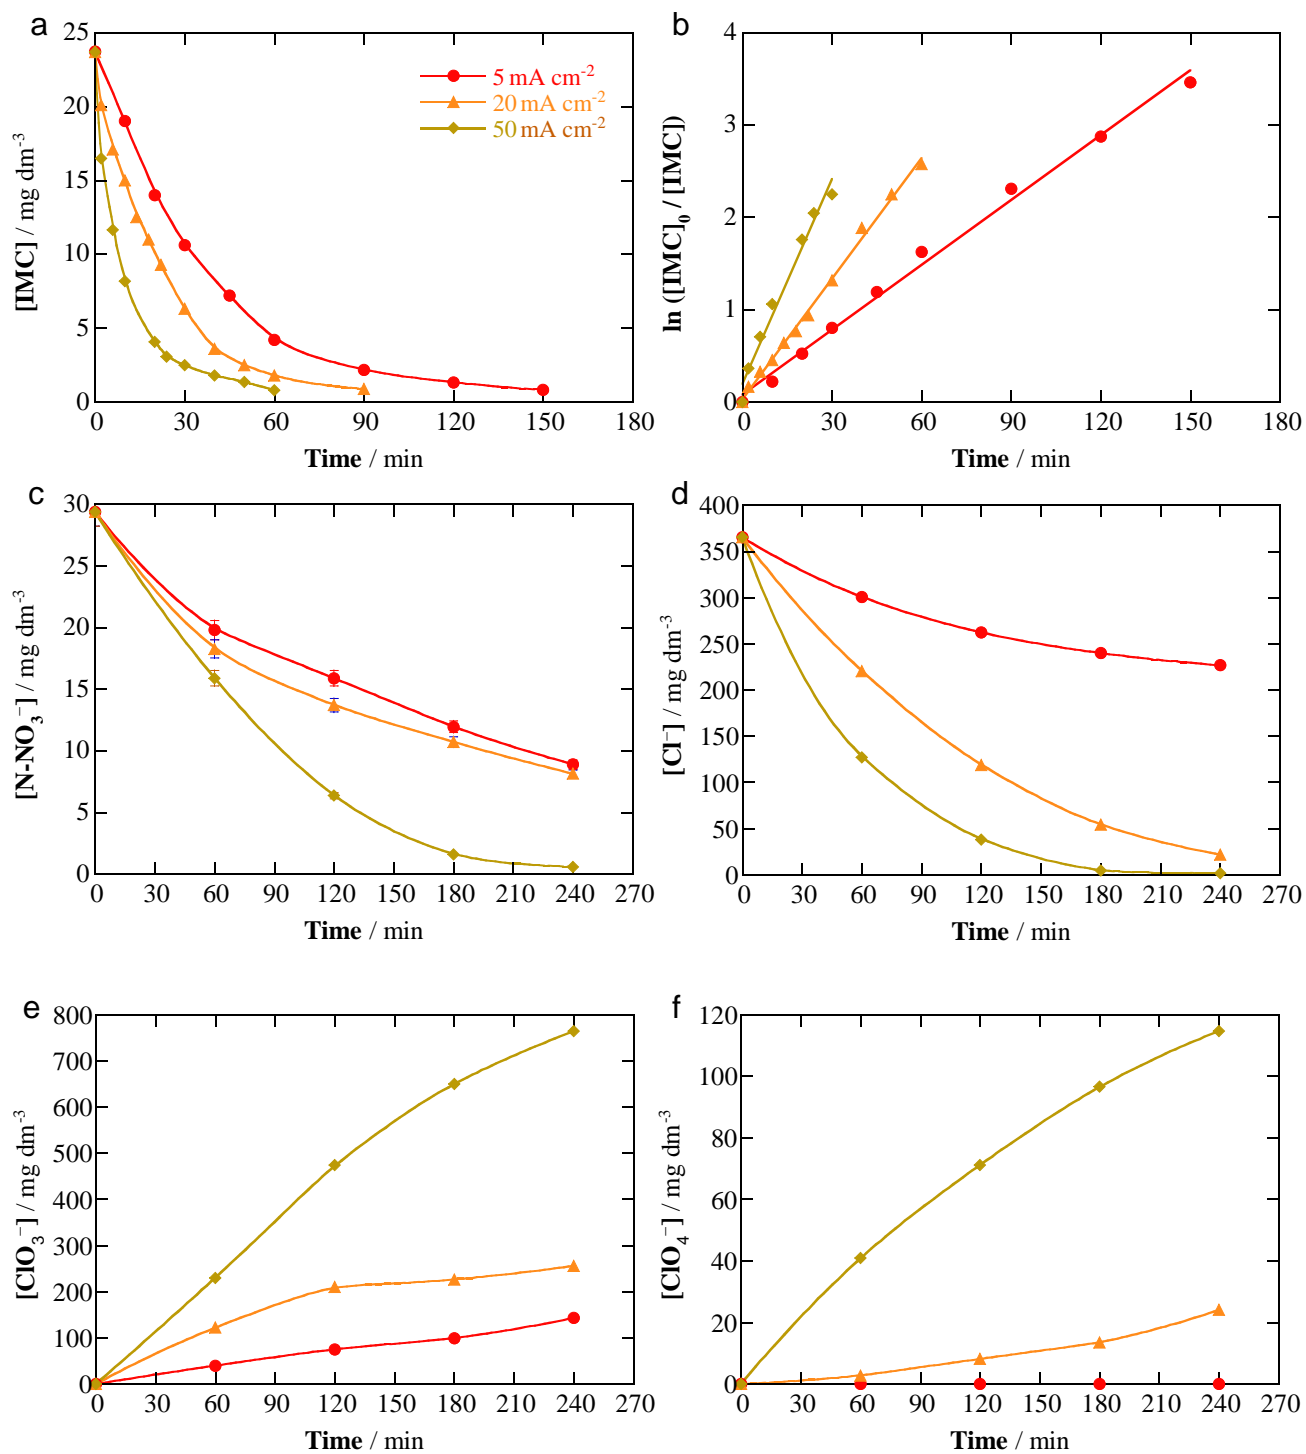 a
25
20
15
10
5
0
[IMC] / mg dm⁻³
5 mA cm⁻²
20 mA cm⁻²
50 mA cm⁻²
0 30 60 90 120 150 180
Time / min
b
4
3
2
1
0
ln ([IMC]₀ / [IMC])
0 30 60 90 120 150 180
Time / min
c
30
25
20
15
10
5
0
[N-NO₃⁻] / mg dm⁻³
0 30 60 90 120 150 180 210 240 270
Time / min
d
400
350
300
250
200
150
100
50
0
[Cl⁻] / mg dm⁻³
0 30 60 90 120 150 180 210 240 270
Time / min
e
800
700
600
500
400
300
200
100
0
[ClO₃⁻] / mg dm⁻³
0 30 60 90 120 150 180 210 240 270
Time / min
f
120
100
80
60
40
20
0
[ClO₄⁻] / mg dm⁻³
0 30 60 90 120 150 180 210 240 270
Time / min